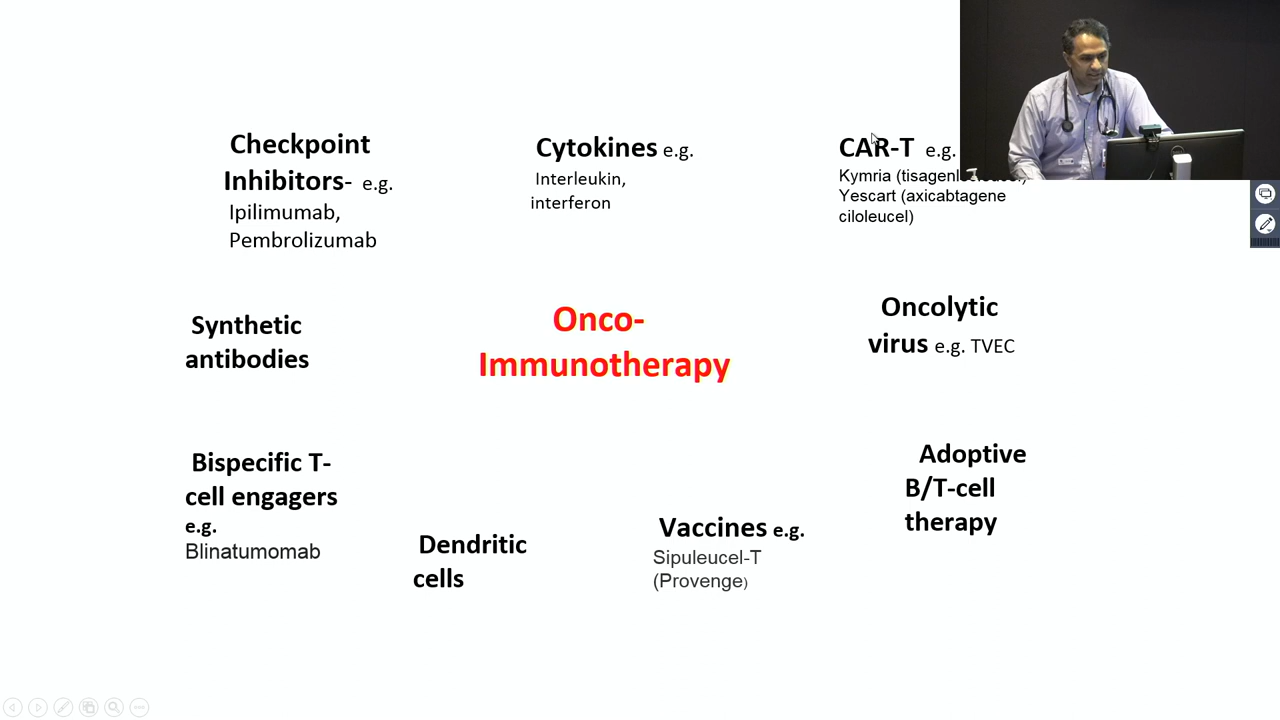 Checkpoint
Inhibitors- e.g.
Ipilimumab,
Pembrolizumab
Cytokines e.g.
Interleukin,
interferon
CAR-T e.g.
Kymria
Yescart (axicabtagene
ciloleucel)
Synthetic
antibodies
Onco-
Immunotherapy
Oncolytic
virus e.g. TVEC
Bispecific T-
cell engagers
e.g.
Blinatumomab
Dendritic
cells
Vaccines e.g.
Sipuleucel-T
(Provenge)
Adoptive
B/T-cell
therapy